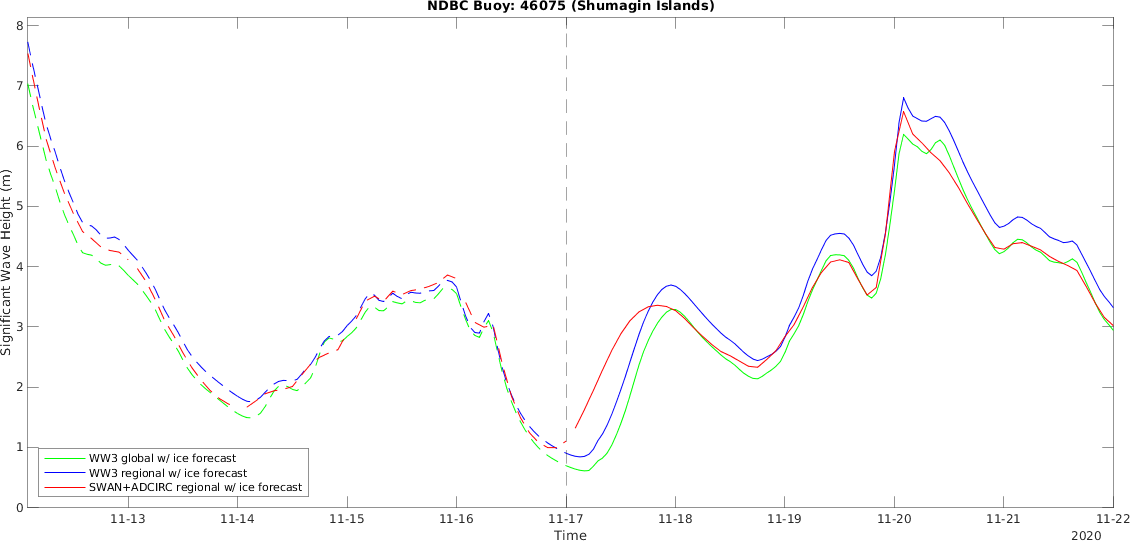 NDBC Buoy: 46075 (Shumagin Islands)
8
7
6
5
4
3
2
1
0
Significant Wave Height (m)
WW3 global w/ ice forecast
WW3 regional w/ ice forecast
SWAN+ADCIRC regional w/ ice forecast
11-13 11-14 11-15 11-16 11-17 11-18 11-19 11-20 11-21 11-22
Time
2020